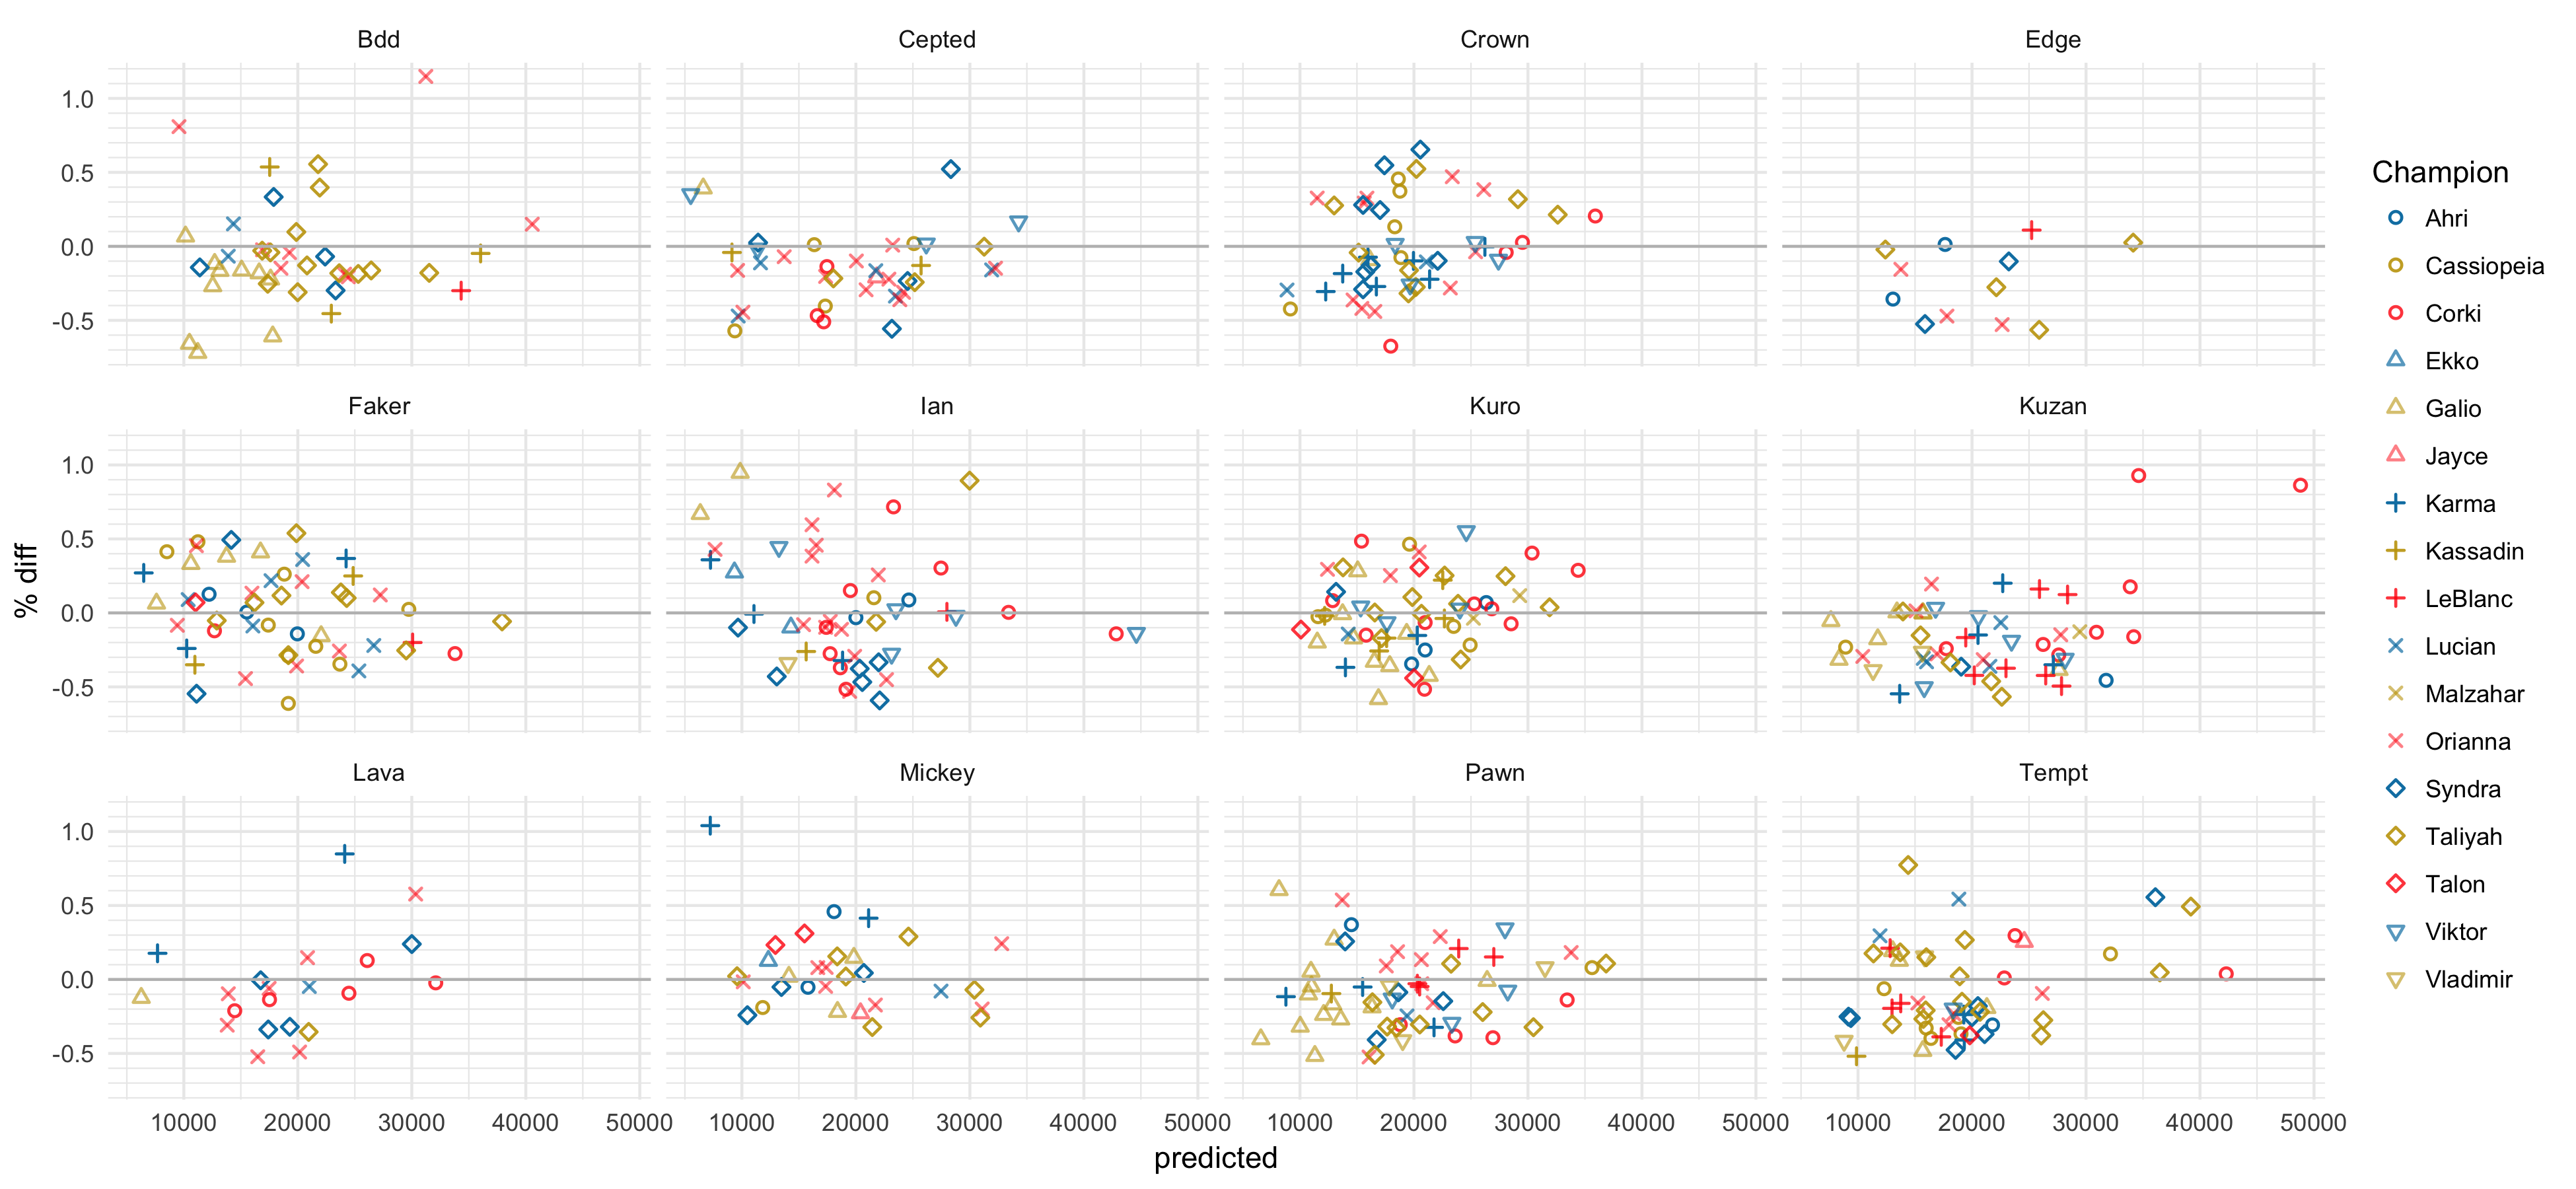 Bdd Cepted Crown Edge
1.0
0.5
0.0
-0.5
Faker Ian Kuro Kuzan
1.0
0.5
0.0
-0.5
Lava Mickey Pawn Tempt
1.0
0.5
0.0
-0.5
10000 20000 30000 40000 50000 10000 20000 30000 40000 50000 10000 20000 30000 40000 50000 10000 20000 30000 40000 50000
predicted
% diff
Champion
Ahri
Cassiopeia
Corki
Ekko
Galio
Jayce
Karma
Kassadin
LeBlanc
Lucian
Malzahar
Orianna
Syndra
Taliyah
Talon
Viktor
Vladimir